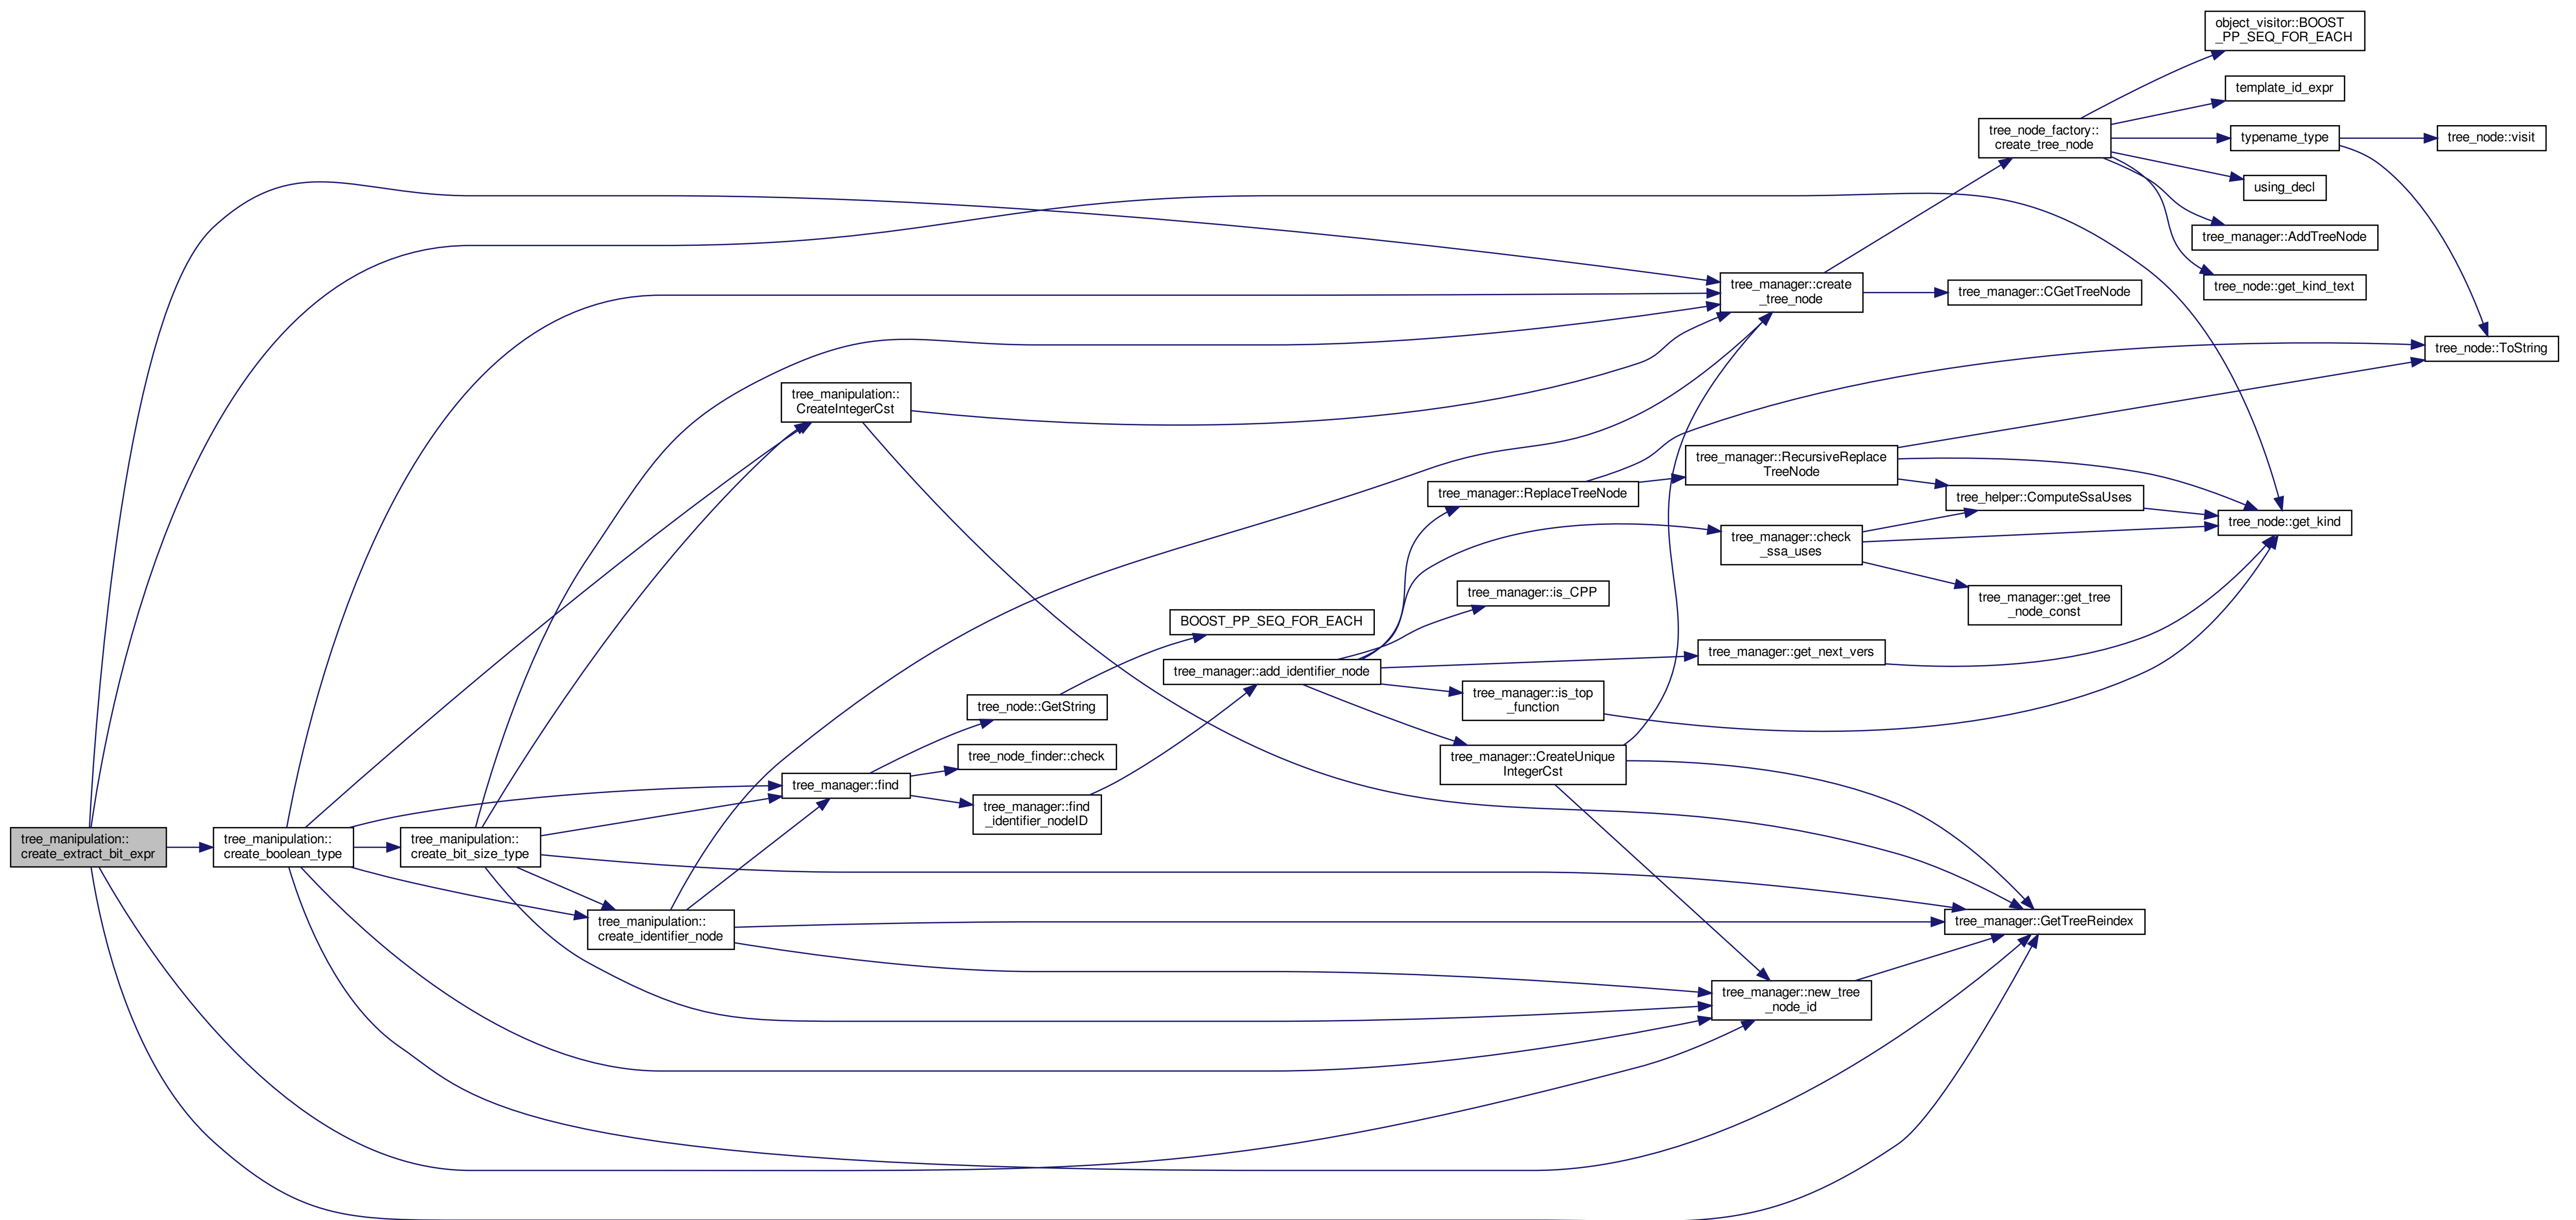 object_visitor::BOOST
_PP_SEQ_FOR_EACH
template_id_expr
tree_node_factory::
create_tree_node
typename_type
tree_node::visit
using_decl
tree_manager::AddTreeNode
tree_node::get_kind_text
tree_manager::create
_tree_node
tree_manager::CGetTreeNode
tree_node::ToString
tree_manipulation::
CreateIntegerCst
tree_manager::RecursiveReplace
TreeNode
tree_manager::ReplaceTreeNode
tree_helper::ComputeSsaUses
tree_node::get_kind
tree_manager::check
_ssa_uses
tree_manager::is_CPP
tree_manager::get_tree
_node_const
BOOST_PP_SEQ_FOR_EACH
tree_manager::get_next_vers
tree_manager::add_identifier_node
tree_manager::is_top
_function
tree_node::GetString
tree_node_finder::check
tree_manager::CreateUnique
IntegerCst
tree_manager::find
tree_manager::find
_identifier_nodeID
tree_manipulation::
create_extract_bit_expr
tree_manipulation::
create_boolean_type
tree_manipulation::
create_bit_size_type
tree_manipulation::
create_identifier_node
tree_manager::GetTreeReindex
tree_manager::new_tree
_node_id